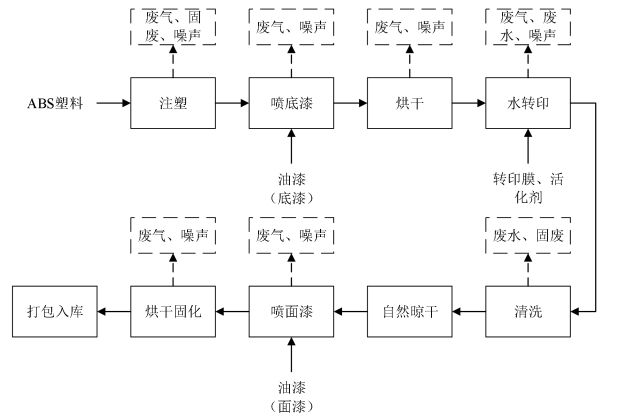 废气、固
废、噪声
废气、噪声
废气、噪声
废气、废
水、噪声
ABS塑料
注塑
喷底漆
烘干
水转印
油漆
（底漆）
转印膜、活
化剂
废气、噪声
废气、噪声
废水、固废
打包入库
烘干固化
喷面漆
自然晾干
清洗
油漆
（面漆）